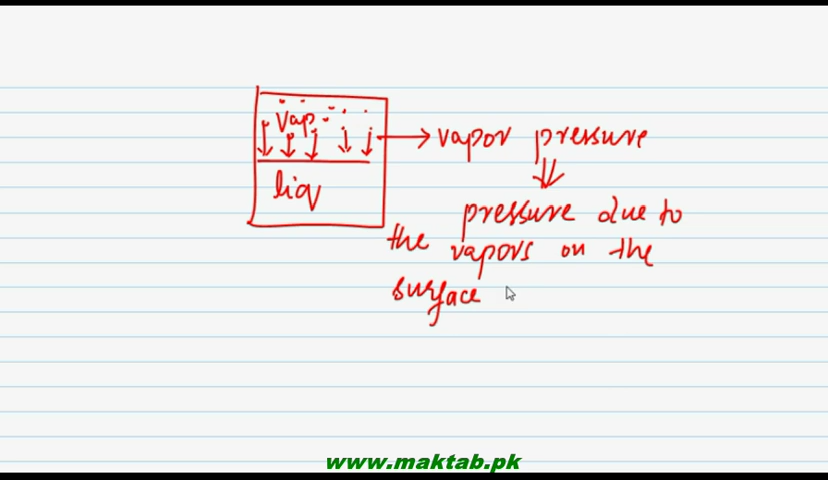 vap
liq
vapor pressure
pressure due to
the vapors on the
surface
www.maktab.pk